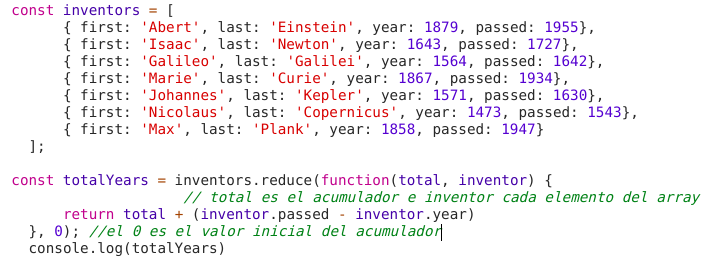 const inventors = [
{ first: 'Abert', last: 'Einstein', year: 1879, passed: 1955},
{ first: 'Isaac', last: 'Newton', year: 1643, passed: 1727},
{ first: 'Galileo', last: 'Galilei', year: 1564, passed: 1642},
{ first: 'Marie', last: 'Curie', year: 1867, passed: 1934},
{ first: 'Johannes', last: 'Kepler', year: 1571, passed: 1630},
{ first: 'Nicolaus', last: 'Copernicus', year: 1473, passed: 1543},
{ first: 'Max', last: 'Plank', year: 1858, passed: 1947}
];
const totalYears = inventors.reduce(function(total, inventor) {
// total es el acumulador e inventor cada elemento del array
return total + (inventor.passed - inventor.year)
}, 0); //el 0 es el valor inicial del acumulador
console.log(totalYears)